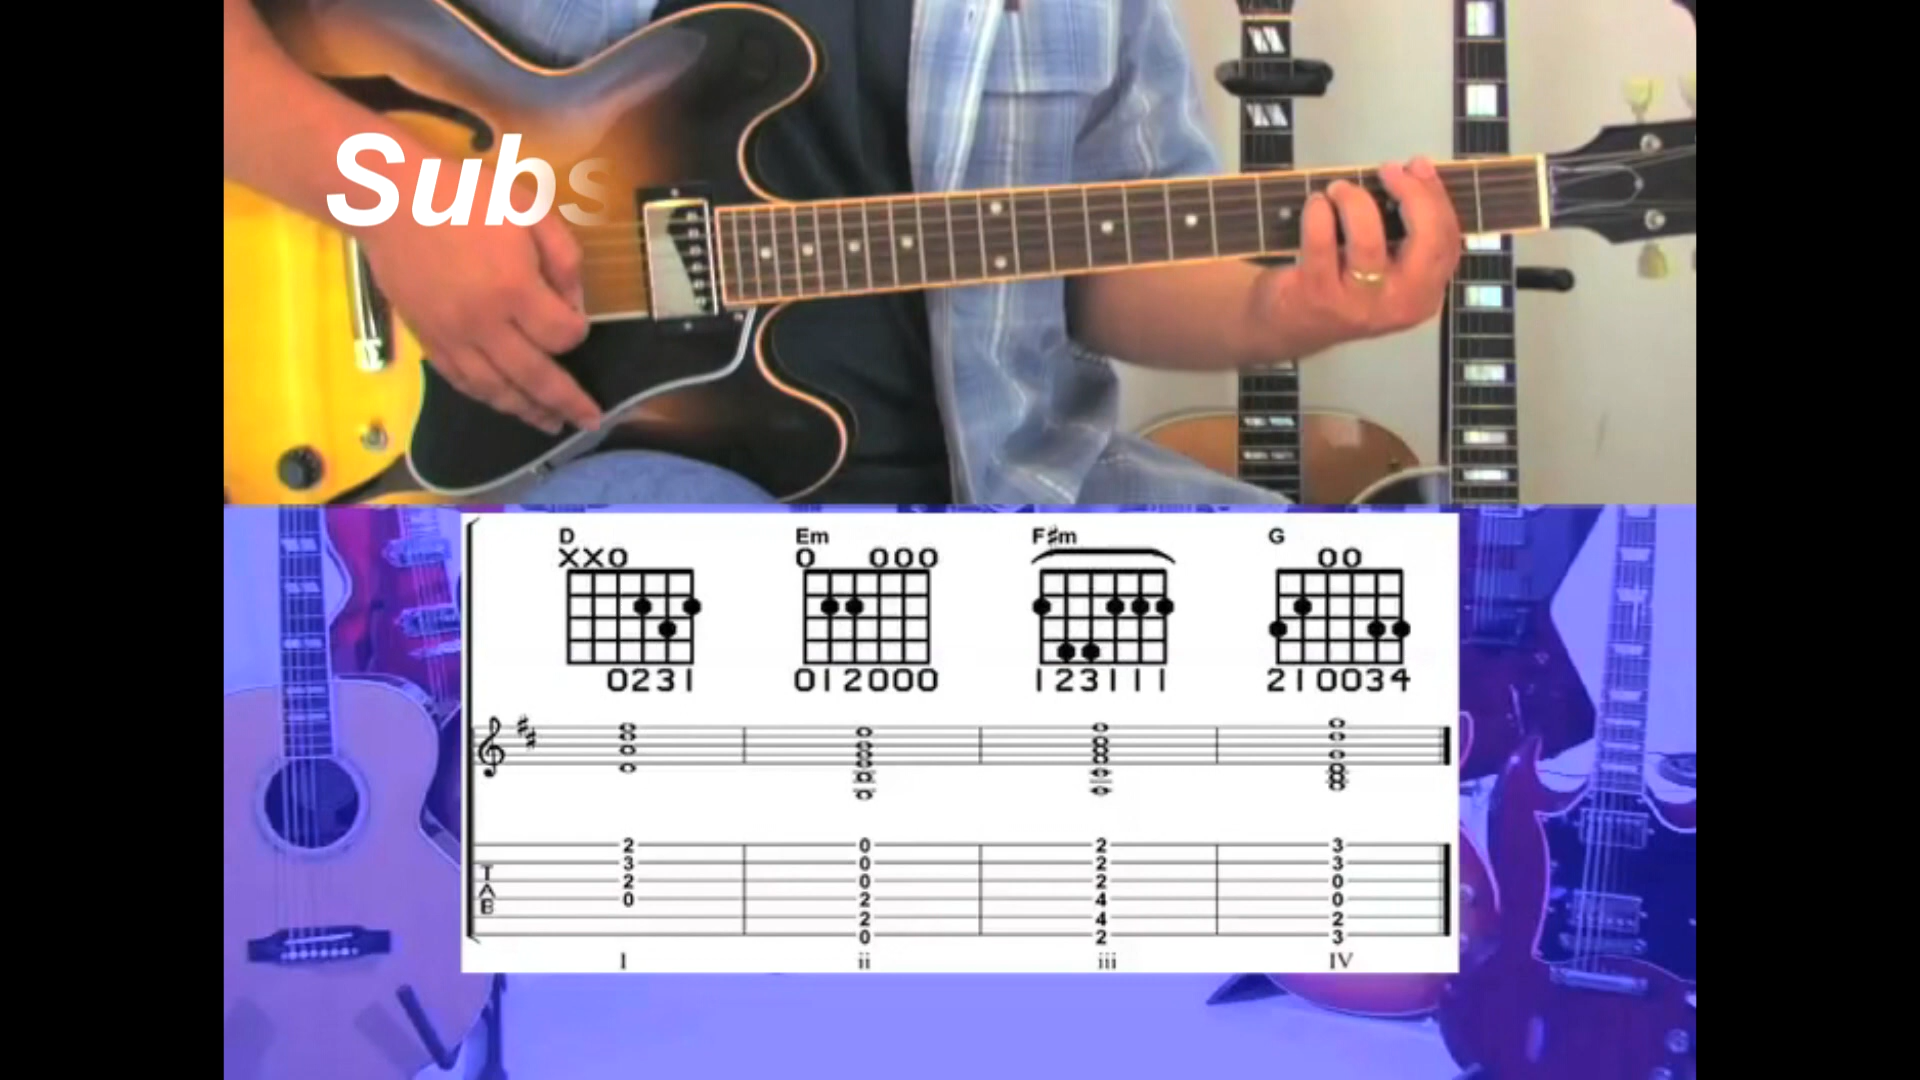 Subs
D Em F♯m G
XXO O OOO OO
0231 012000 123111 210034
2 0 2 3
3 0 2 3
2 0 2 0
0 2 4 0
2 4 2
0 2 3
T
A
B
I ii iii IV